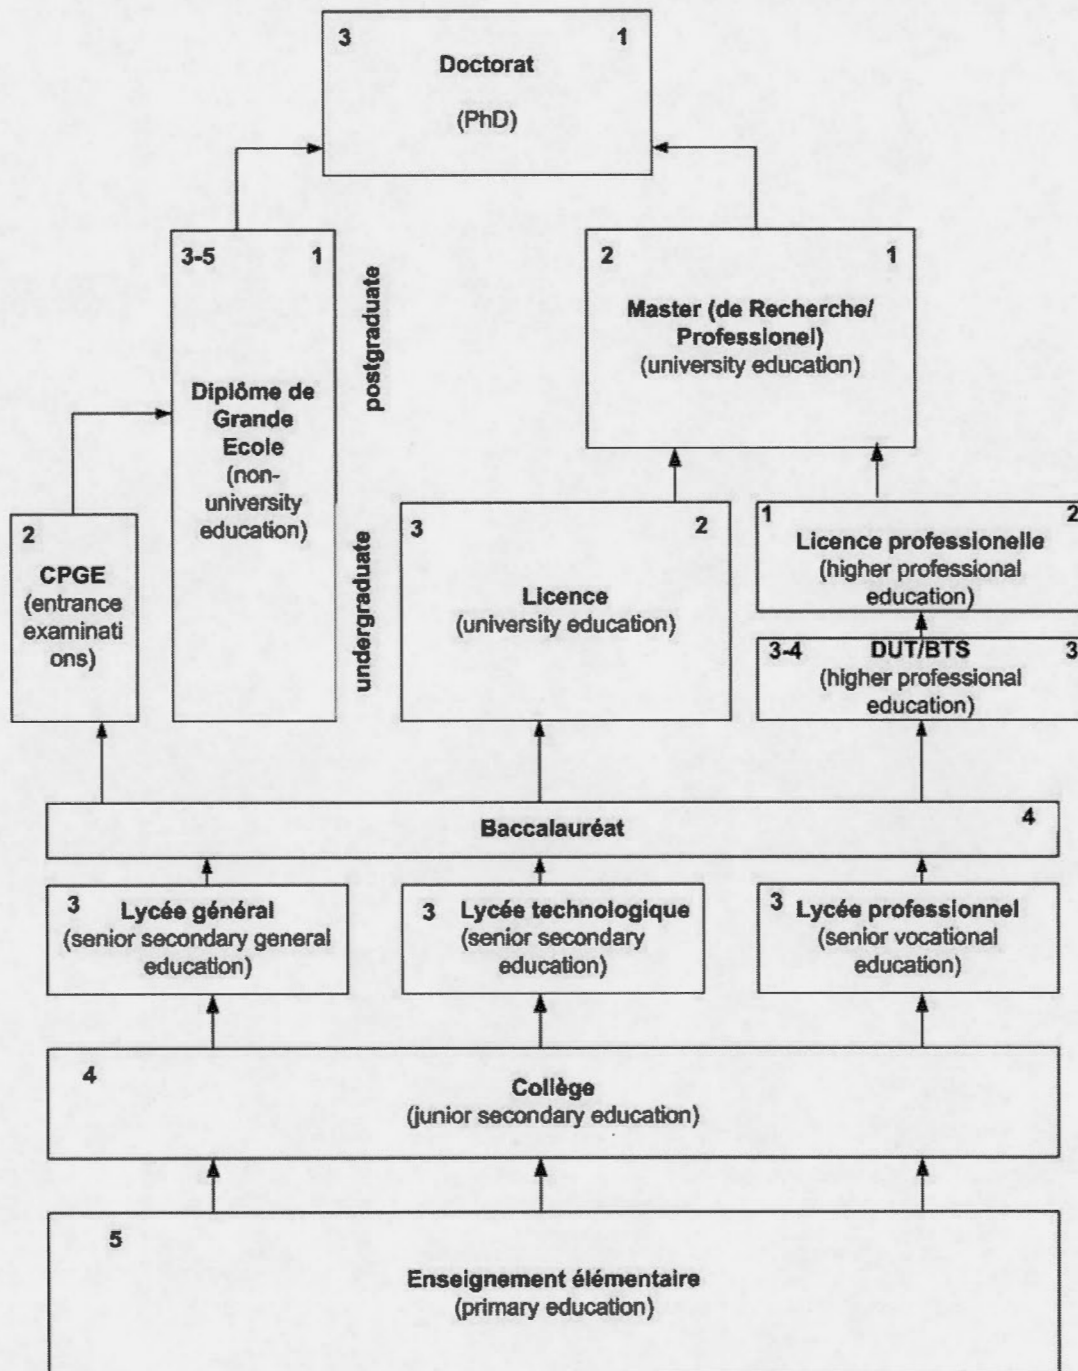 3 1
Doctorat
(PhD)
3-5 1
Diplôme de
Grande
Ecole
(non-
university
education)
postgraduate
undergraduate
2 1
Master (de Recherche/
Professionel)
(university education)
2
CPGE
(entrance
examinati
ons)
3 2
Licence
(university education)
1 2
Licence professionelle
(higher professional
education)
3-4 DUT/BTS 3
(higher professional
education)
Baccalauréat 4
3 Lycée général
(senior secondary general
education)
3 Lycée technologique
(senior secondary
education)
3 Lycée professionnel
(senior vocational
education)
4
Collège
(junior secondary education)
5
Enseignement élémentaire
(primary education)